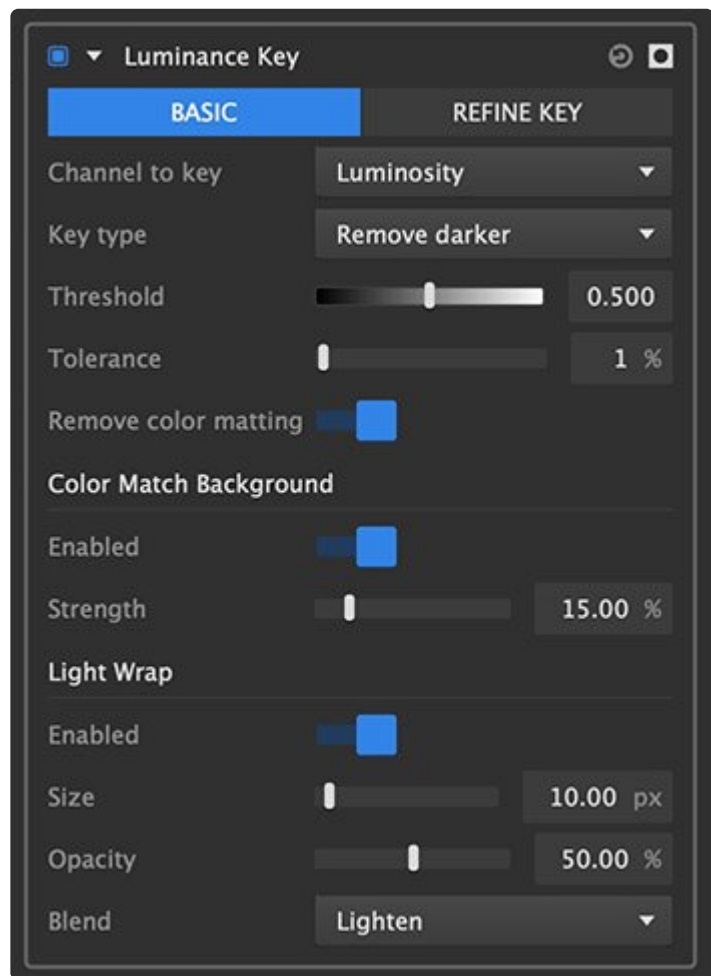 Luminance Key
BASIC REFINE KEY
Channel to key Luminosity
Key type Remove darker
Threshold 0.500
Tolerance 1 %
Remove color matting
Color Match Background
Enabled
Strength 15.00 %
Light Wrap
Enabled
Size 10.00 px
Opacity 50.00 %
Blend Lighten